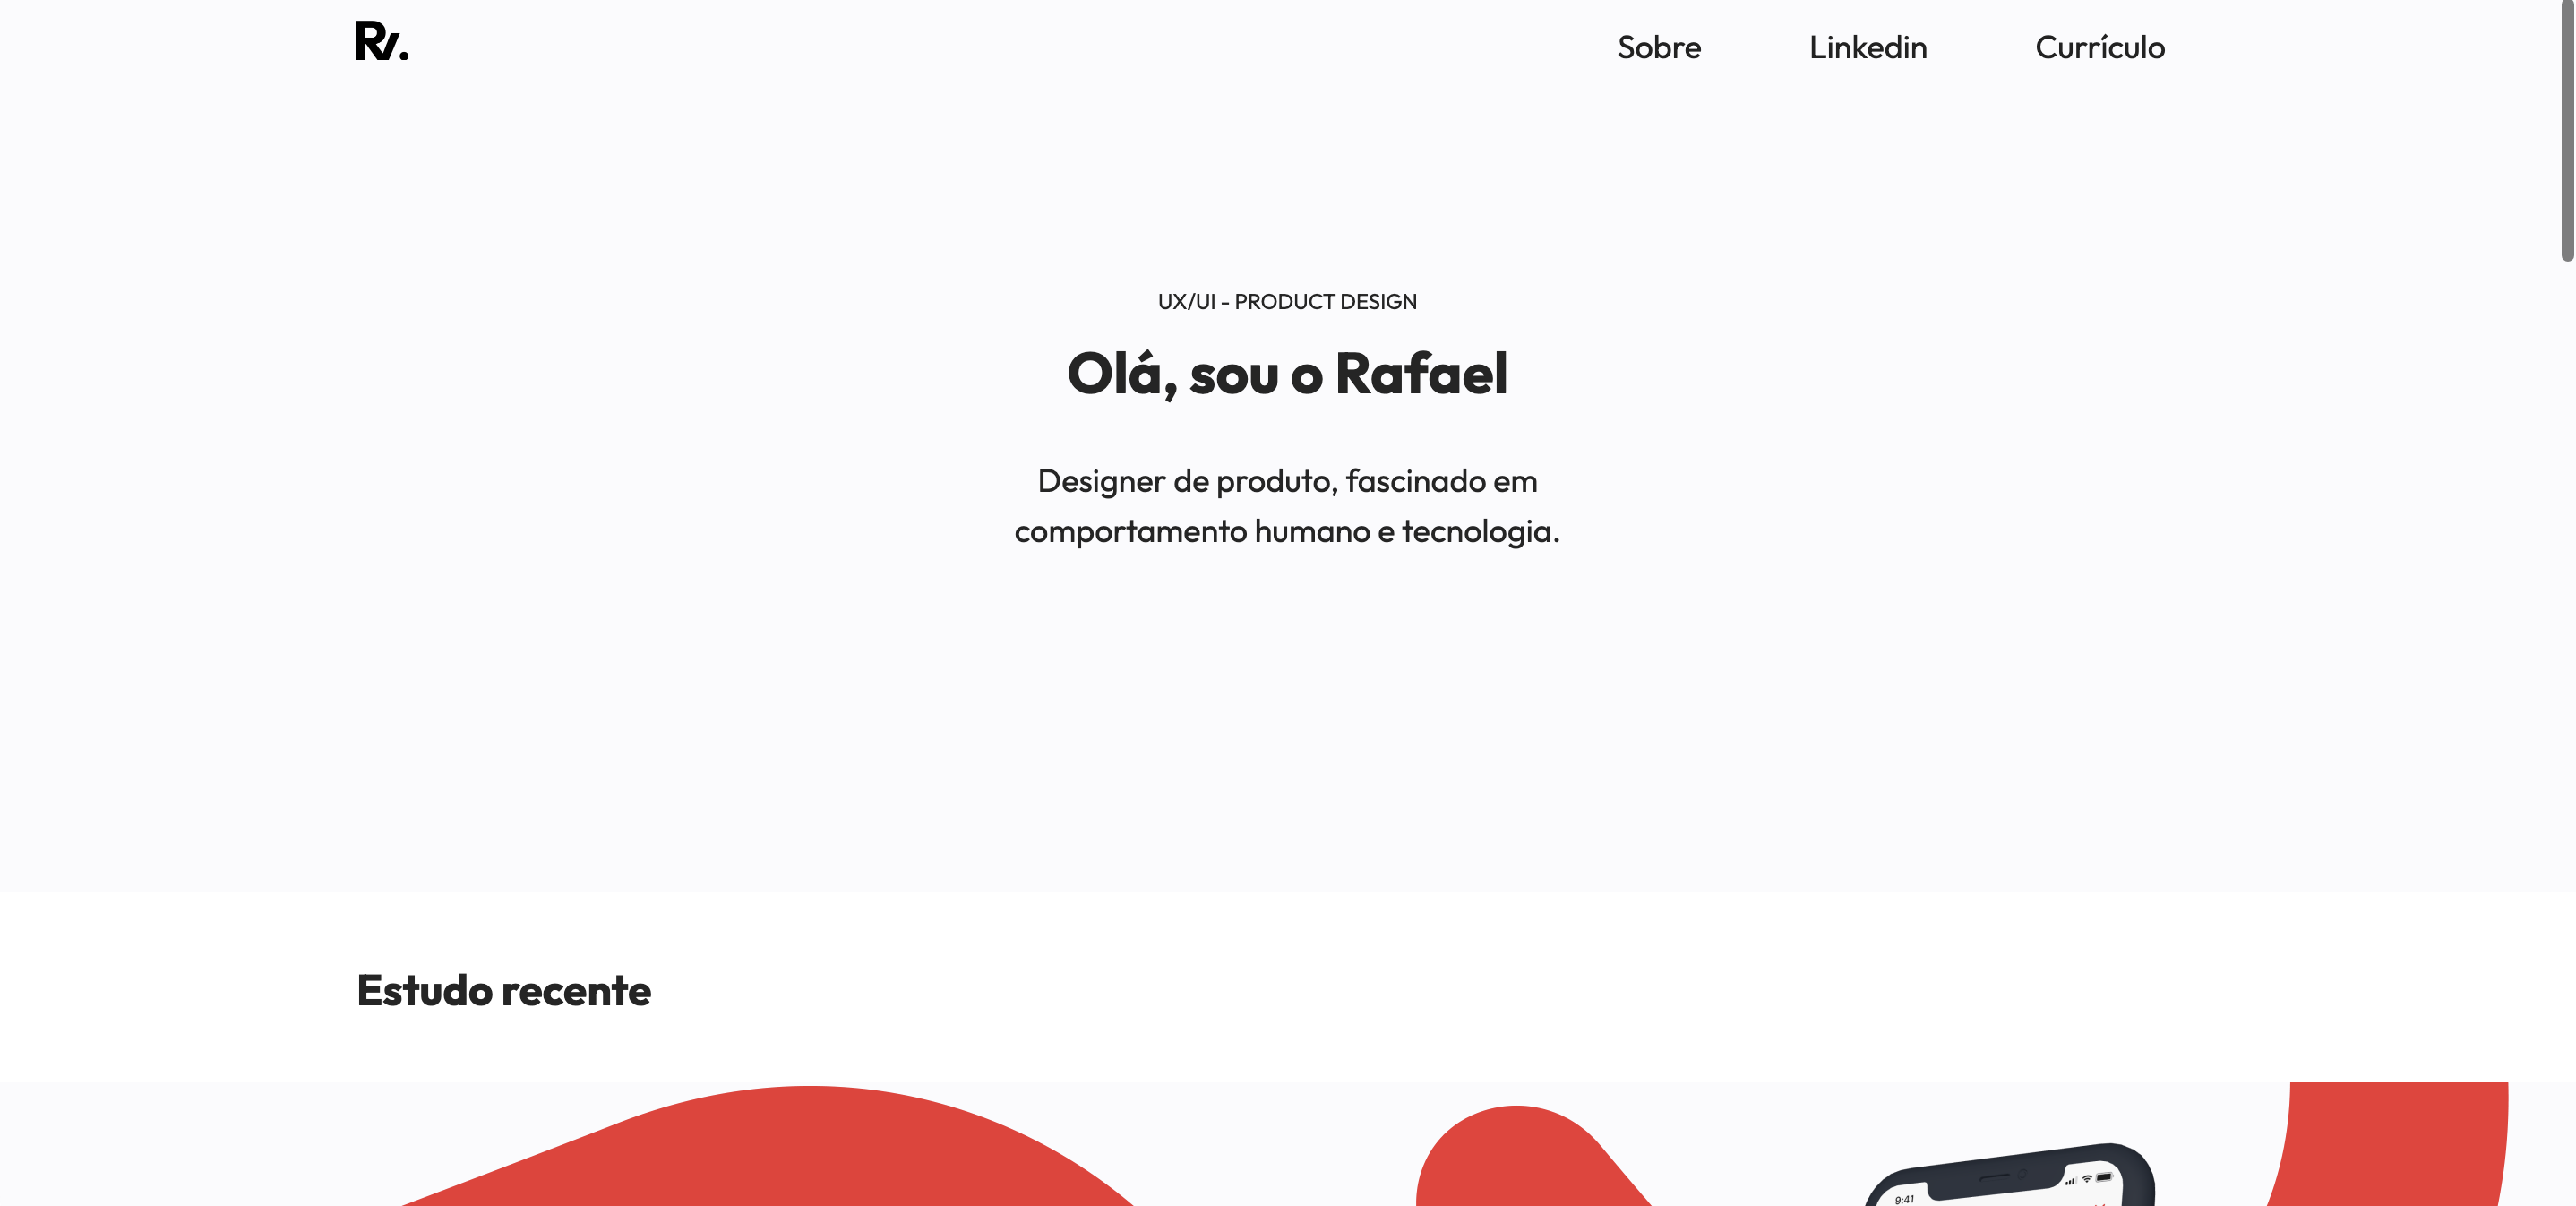 Rv.
Sobre Linkedin Currículo
UX/UI - PRODUCT DESIGN
Olá, sou o Rafael
Designer de produto, fascinado em
comportamento humano e tecnologia.
Estudo recente
9:41